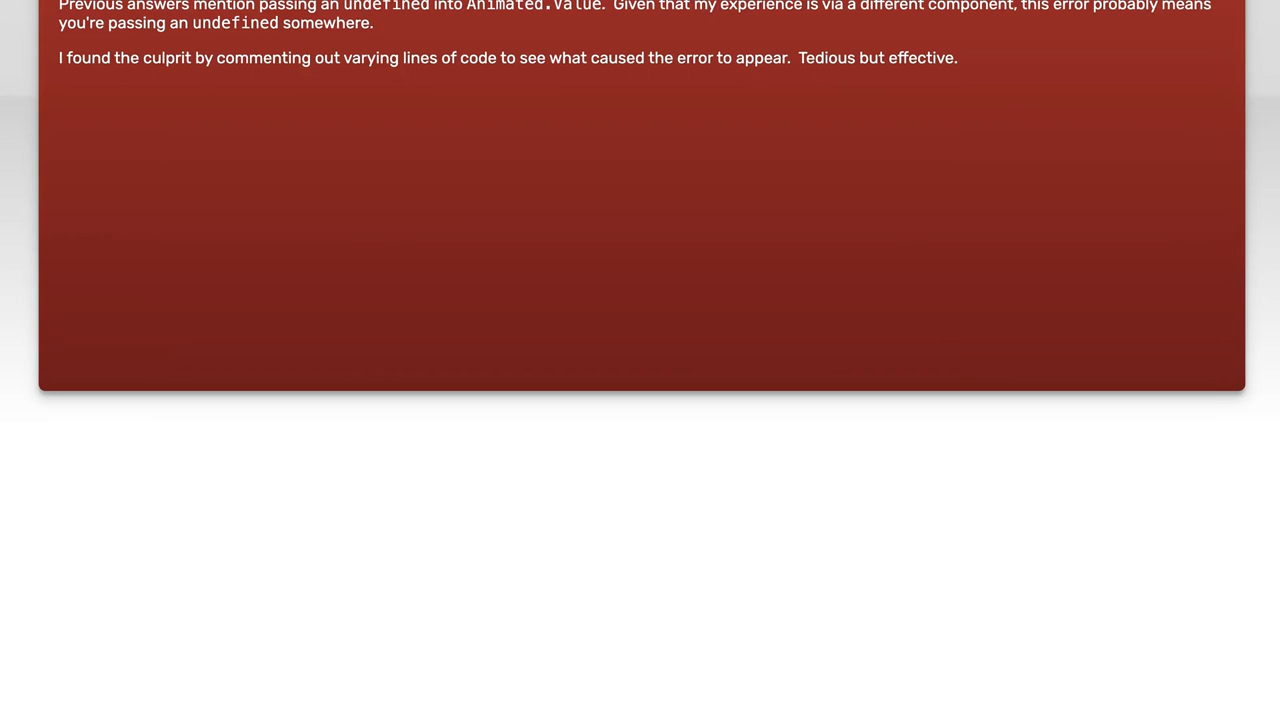 Previous answers mention passing an undefined into Animated.Value.  Given that my experience is via a different component, this error probably means
you're passing an undefined somewhere.
I found the culprit by commenting out varying lines of code to see what caused the error to appear.  Tedious but effective.